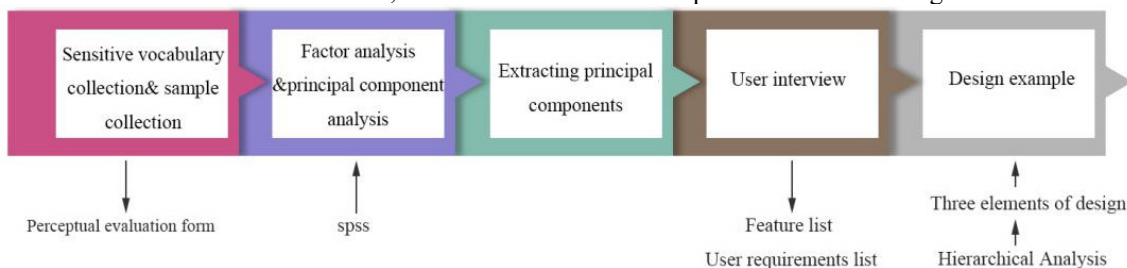 Sensitive vocabulary
collection& sample
collection
Factor analysis
&principal component
analysis
Extracting principal
components
User interview
Design example
Perceptual evaluation form
spss
Feature list
User requirements list
Three elements of design
Hierarchical Analysis